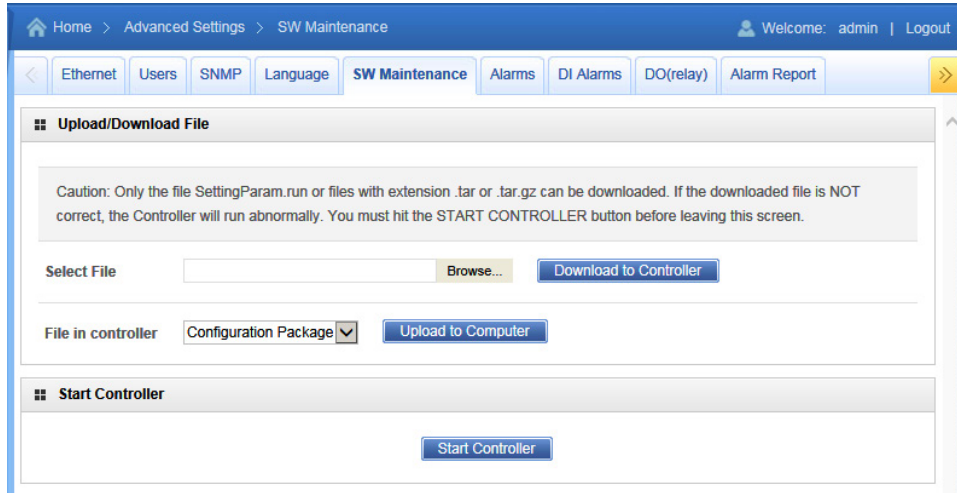 Home > Advanced Settings > SW Maintenance
Welcome: admin | Logout
Ethernet Users SNMP Language SW Maintenance Alarms DI Alarms DO(relay) Alarm Report
Upload/Download File
Caution: Only the file SettingParam.run or files with extension .tar or .tar.gz can be downloaded. If the downloaded file is NOT
correct, the Controller will run abnormally. You must hit the START CONTROLLER button before leaving this screen.
Select File Browse... Download to Controller
File in controller Configuration Package Upload to Computer
Start Controller
Start Controller